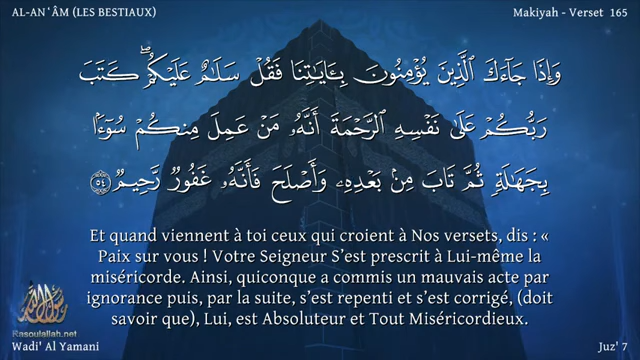 AL-AN'ÂM (LES BESTIAUX)
Makiyah - Verset 165
وَإِذَا جَآءَكَ ٱلَّذِينَ يُؤْمِنُونَ بِـَٔايَـٰتِنَا فَقُلْ سَلَـٰمٌ عَلَيْكُمْ ۖ كَتَبَ
رَبُّكُمْ عَلَىٰ نَفْسِهِ ٱلرَّحْمَةَ أَنَّهُۥ مَنْ عَمِلَ مِنكُمْ سُوٓءًۢا
بِجَهَـٰلَةٍ ثُمَّ تَابَ مِنۢ بَعْدِهِۦ وَأَصْلَحَ فَأَنَّهُۥ غَفُورٌ رَّحِيمٌ ٥٤
Et quand viennent à toi ceux qui croient à Nos versets, dis : «
Paix sur vous ! Votre Seigneur S'est prescrit à Lui-même la
miséricorde. Ainsi, quiconque a commis un mauvais acte par
ignorance puis, par la suite, s'est repenti et s'est corrigé, (doit
savoir que), Lui, est Absoluteur et Tout Miséricordieux.
Rasoulallah.net
Wadi' Al Yamani
Juz' 7